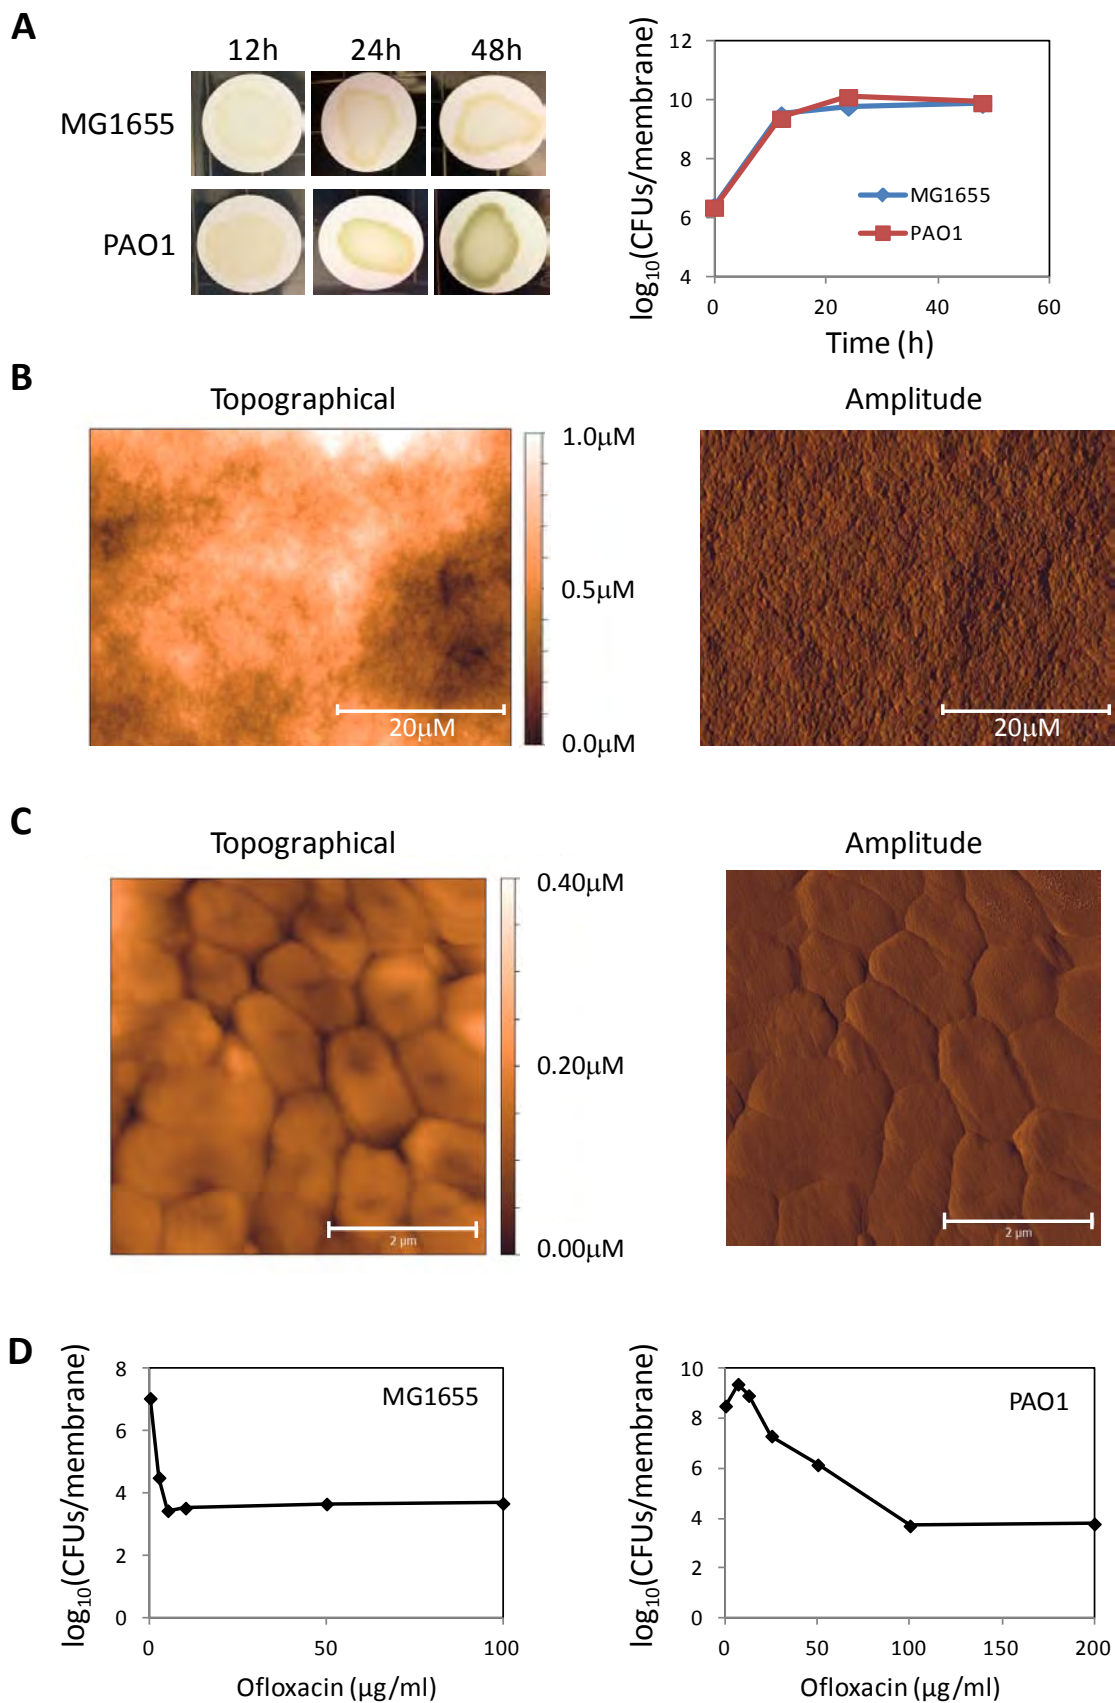 A
12h 24h 48h
MG1655
PAO1
log10(CFUs/membrane)
12
10
8
6
4
MG1655
PAO1
0 20 40 60
Time (h)
B
Topographical Amplitude
1.0µM
0.5µM
0.0µM
20µM
20µM
C
Topographical Amplitude
0.40µM
0.20µM
0.00µM
2 µm
2 µm
D
log₁₀(CFUs/membrane)
8
6
4
2
0
MG1655
0 50 100
Ofloxacin (µg/ml)
log₁₀(CFUs/membrane)
10
8
6
4
2
0
PAO1
0 50 100 150 200
Ofloxacin (µg/ml)